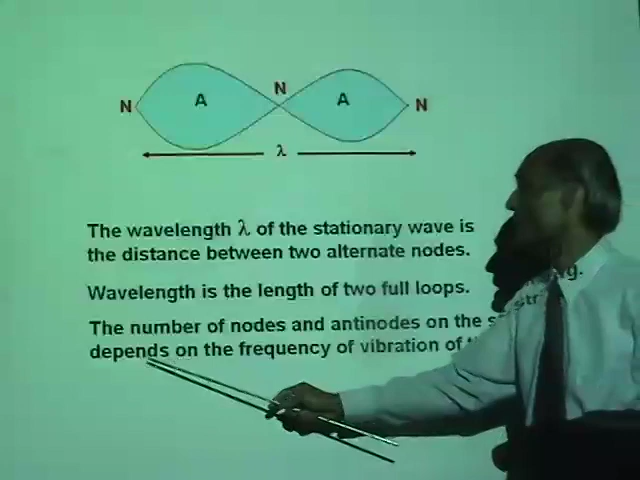 N A N A N
λ
The wavelength λ of the stationary wave is
the distance between two alternate nodes.
Wavelength is the length of two full loops.
The number of nodes and antinodes on the
depends on the frequency of vibration of